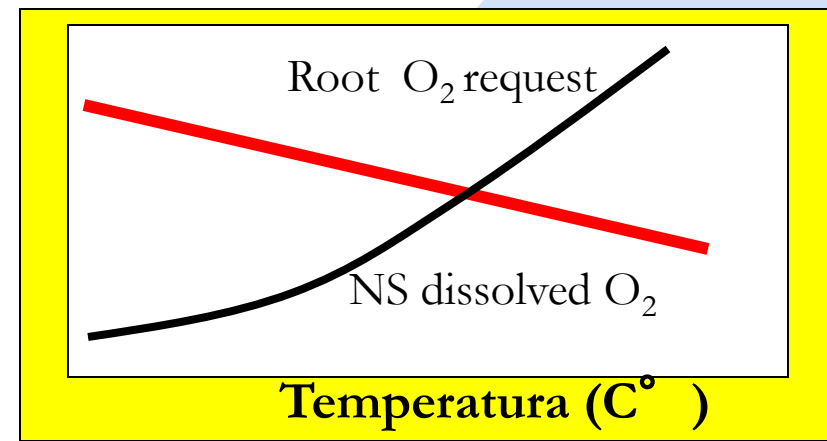 Root O₂ request
NS dissolved O₂
Temperatura (C° )